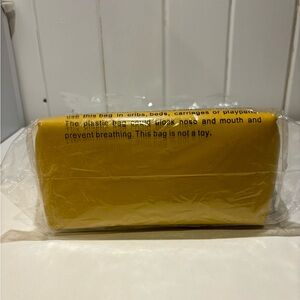 use this bag in cribs, beds, carriages or playpens.
The plastic bag could block nose and mouth and
prevent breathing. This bag is not a toy.